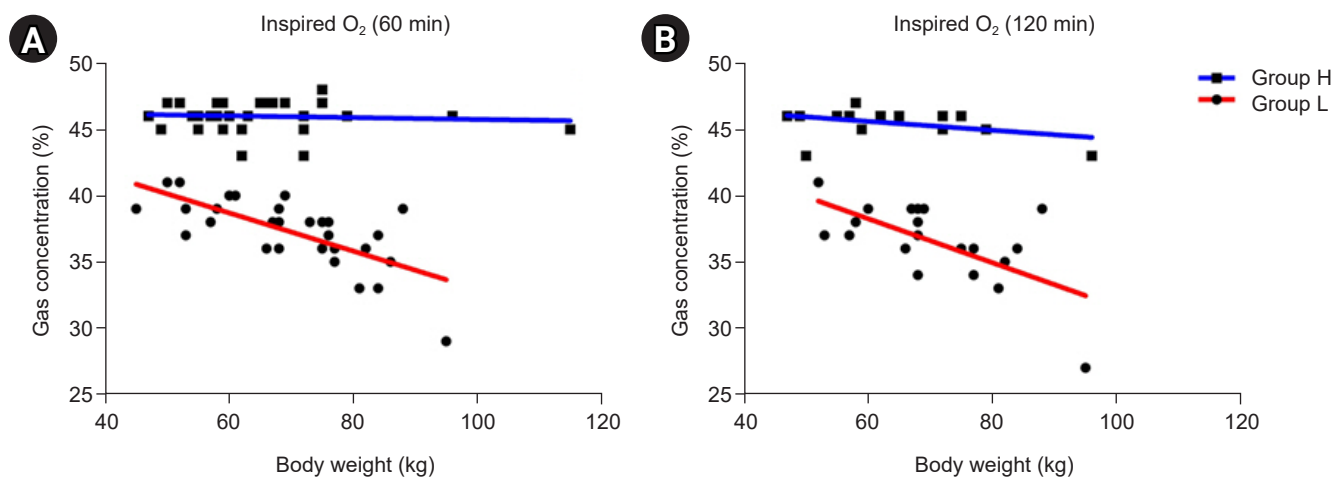 A
Inspired O₂ (60 min)
50
45
40
35
30
25
Gas concentration (%)
40 60 80 100 120
Body weight (kg)
B
Inspired O₂ (120 min)
50
45
40
35
30
25
Gas concentration (%)
40 60 80 100 120
Body weight (kg)
Group H
Group L